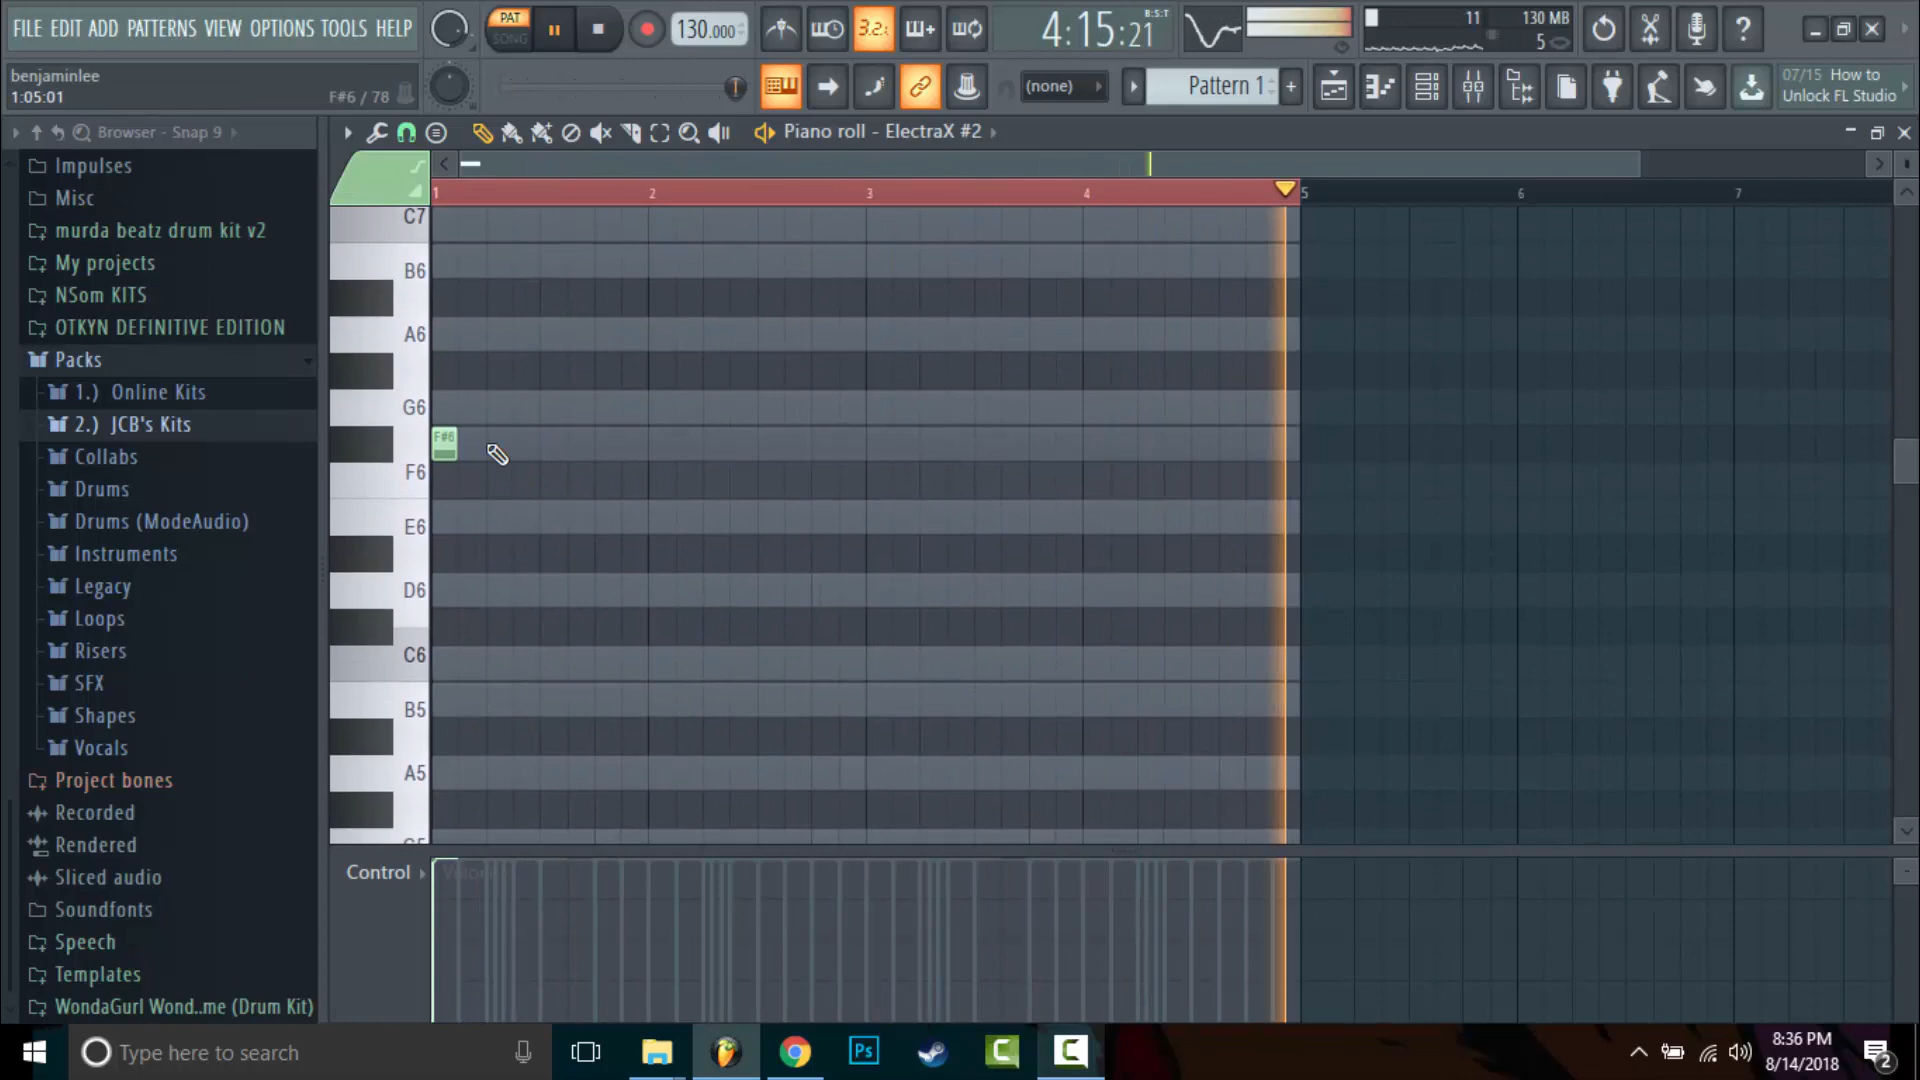 FILE EDIT ADD PATTERNS VIEW OPTIONS TOOLS HELP
PAT
SONG
130.000
3.2.
4:15:21
B:S:T
11
130 MB
5
benjaminlee
1:05:01
F#6 / 78
(none)
Pattern 1
07/15 How to
Unlock FL Studio
Browser - Snap 9
Piano roll - ElectraX #2
Impulses
Misc
murda beatz drum kit v2
My projects
NSom KITS
OTKYN DEFINITIVE EDITION
Packs
1.) Online Kits
2.) JCB's Kits
Collabs
Drums
Drums (ModeAudio)
Instruments
Legacy
Loops
Risers
SFX
Shapes
Vocals
Project bones
Recorded
Rendered
Sliced audio
Soundfonts
Speech
Templates
WondaGurl Wond..me (Drum Kit)
1
2
3
4
5
6
7
C7
B6
A6
G6
F#6
F6
E6
D6
C6
B5
A5
Control
Type here to search
Ps
8:36 PM
8/14/2018
2